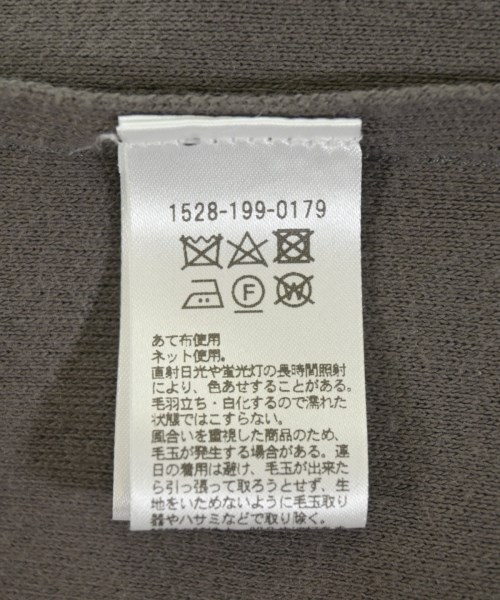 1528-199-0179
F
W
あて布使用
ネット使用。
直射日光や蛍光灯の長時間照射
により、色あせすることがある。
毛羽立ち・白化するので濡れた
状態ではこすらない。
風合いを重視した商品のため、
毛玉が発生する場合がある。連
日の着用は避け、毛玉が出来た
ら引っ張って取ろうとせず、生
地をいためないように毛玉取り
器やハサミなどで取り除く。